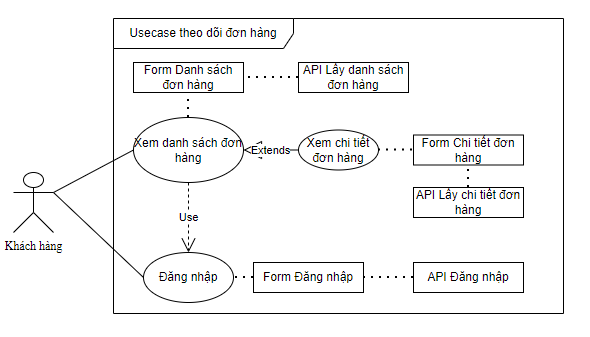 Usecase theo dõi đơn hàng
Form Danh sách
đơn hàng
API Lấy danh sách
đơn hàng
Xem danh sách đơn
hàng
Extends
Xem chi tiết
đơn hàng
Form Chi tiết đơn
hàng
API Lấy chi tiết đơn
hàng
Use
Khách hàng
Đăng nhập
Form Đăng nhập
API Đăng nhập